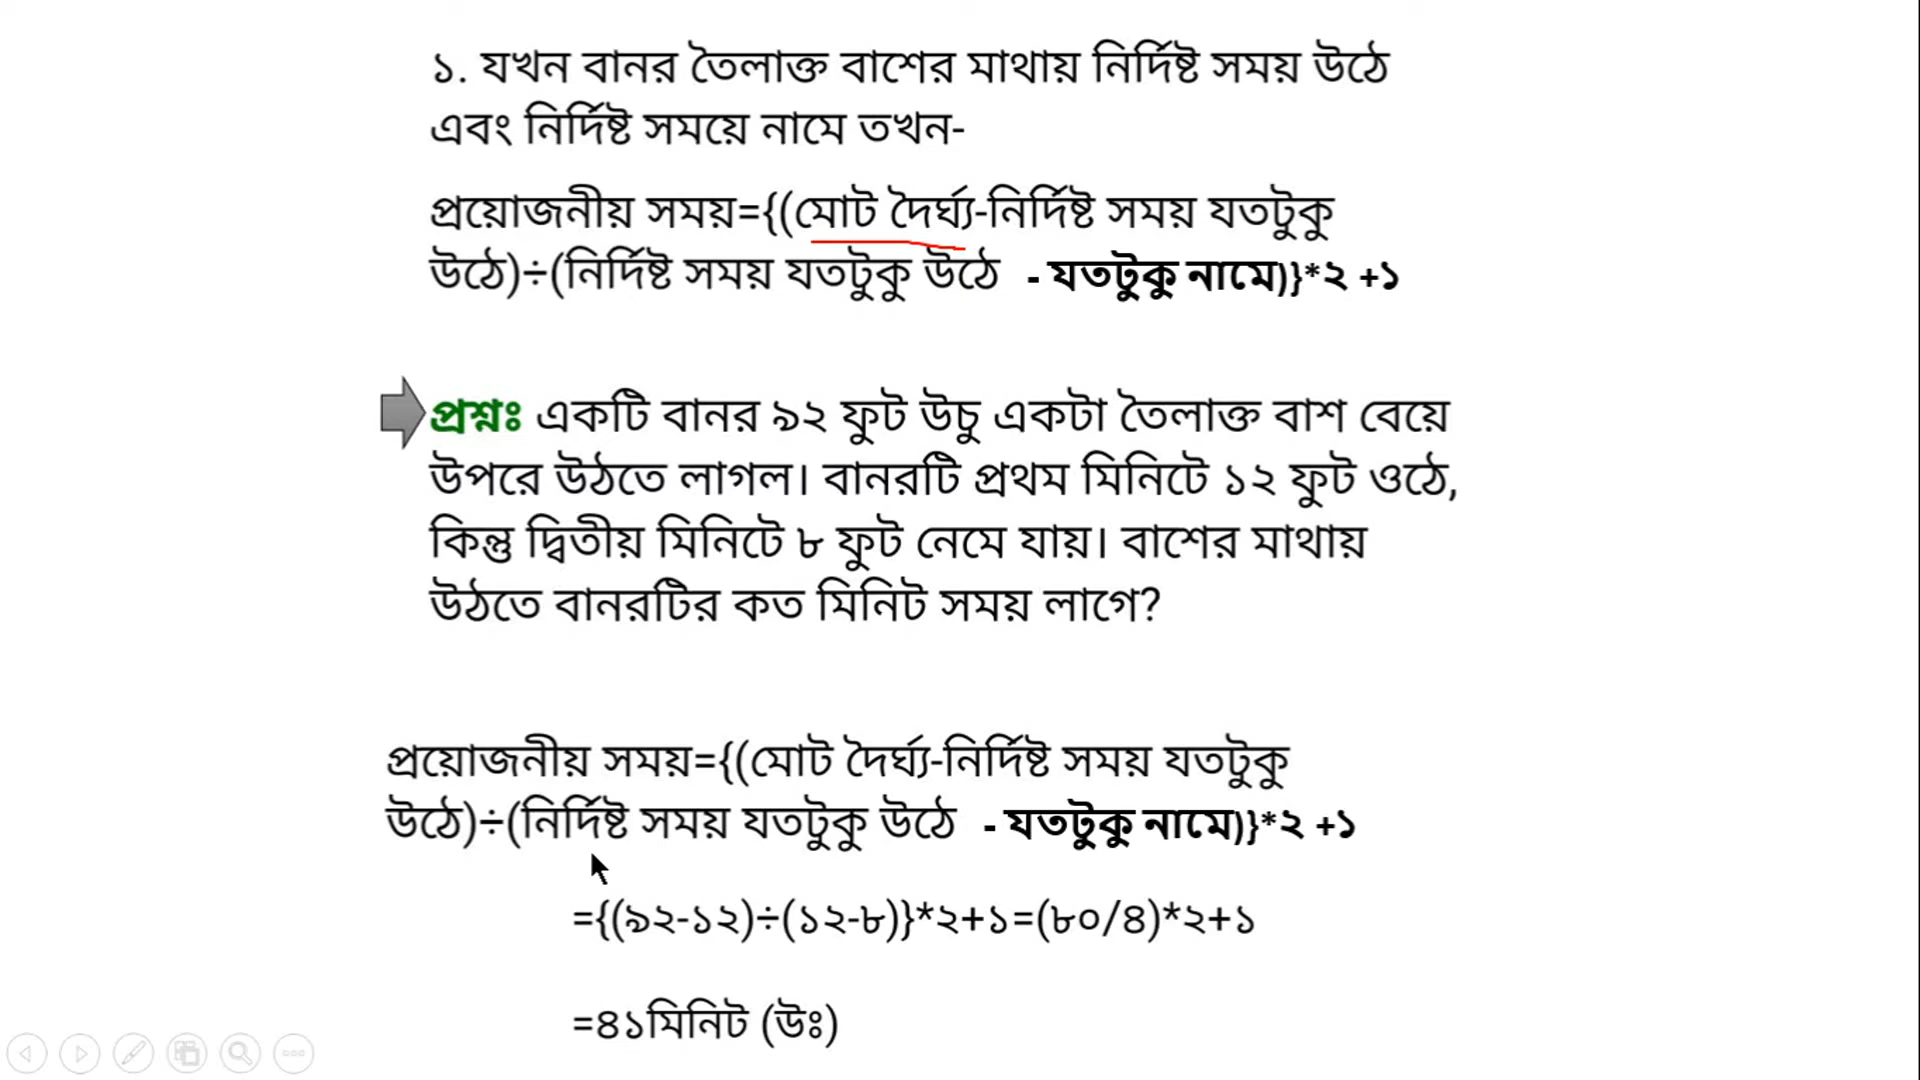 ১. যখন বানর তৈলাক্ত বাশের মাথায় নির্দিষ্ট সময় উঠে
এবং নির্দিষ্ট সময়ে নামে তখন-
প্রয়োজনীয় সময়={(মোট দৈর্ঘ্য-নির্দিষ্ট সময় যতটুকু
উঠে)÷(নির্দিষ্ট সময় যতটুকু উঠে - যতটুকু নামে)}*২ +১
প্রশ্নঃ একটি বানর ৯২ ফুট উচু একটা তৈলাক্ত বাশ বেয়ে
উপরে উঠতে লাগল। বানরটি প্রথম মিনিটে ১২ ফুট ওঠে,
কিন্তু দ্বিতীয় মিনিটে ৮ ফুট নেমে যায়। বাশের মাথায়
উঠতে বানরটির কত মিনিট সময় লাগে?
প্রয়োজনীয় সময়={(মোট দৈর্ঘ্য-নির্দিষ্ট সময় যতটুকু
উঠে)÷(নির্দিষ্ট সময় যতটুকু উঠে - যতটুকু নামে)}*২ +১
={(৯২-১২)÷(১২-৮)}*২+১=(৮০/৪)*২+১
=৪১মিনিট (উঃ)